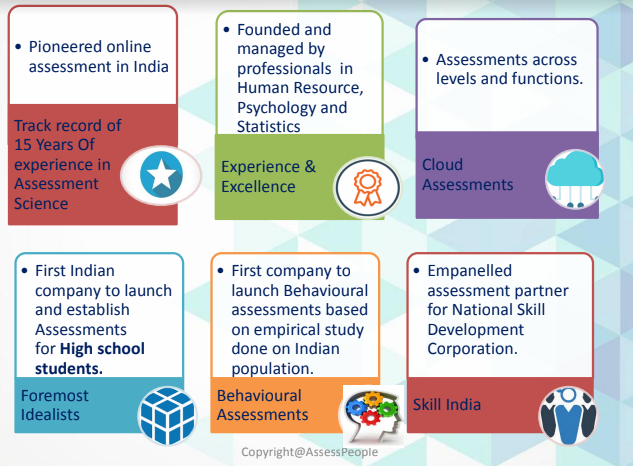 • Pioneered online
assessment in India
Track record of
15 Years Of
experience in
Assessment
Science
• Founded and
managed by
professionals in
Human Resource,
Psychology and
Statistics
Experience &
Excellence
• Assessments across
levels and functions.
Cloud
Assessments
• First Indian
company to launch
and establish
Assessments
for High school
students.
Foremost
Idealists
• First company to
launch Behavioural
assessments based
on empirical study
done on Indian
population.
Behavioural
Assessments
• Empanelled
assessment partner
for National Skill
Development
Corporation.
Skill India
Copyright@AssessPeople